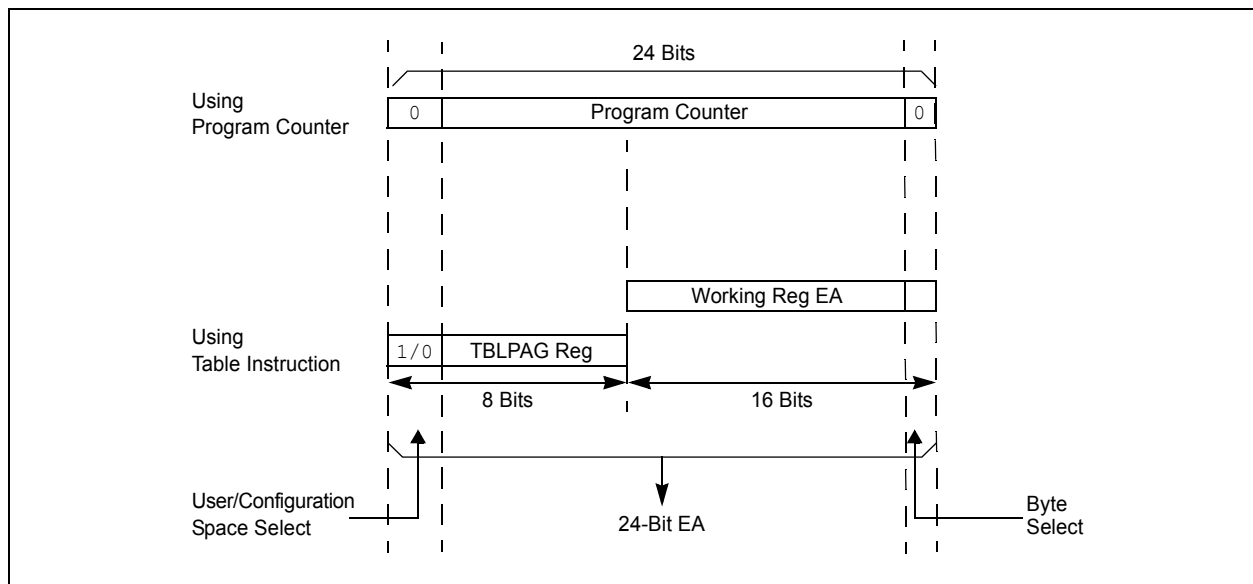 24 Bits
Using
Program Counter
0
Program Counter
0
Working Reg EA
Using
Table Instruction
1/0
TBLPAG Reg
8 Bits
16 Bits
User/Configuration
Space Select
24-Bit EA
Byte
Select